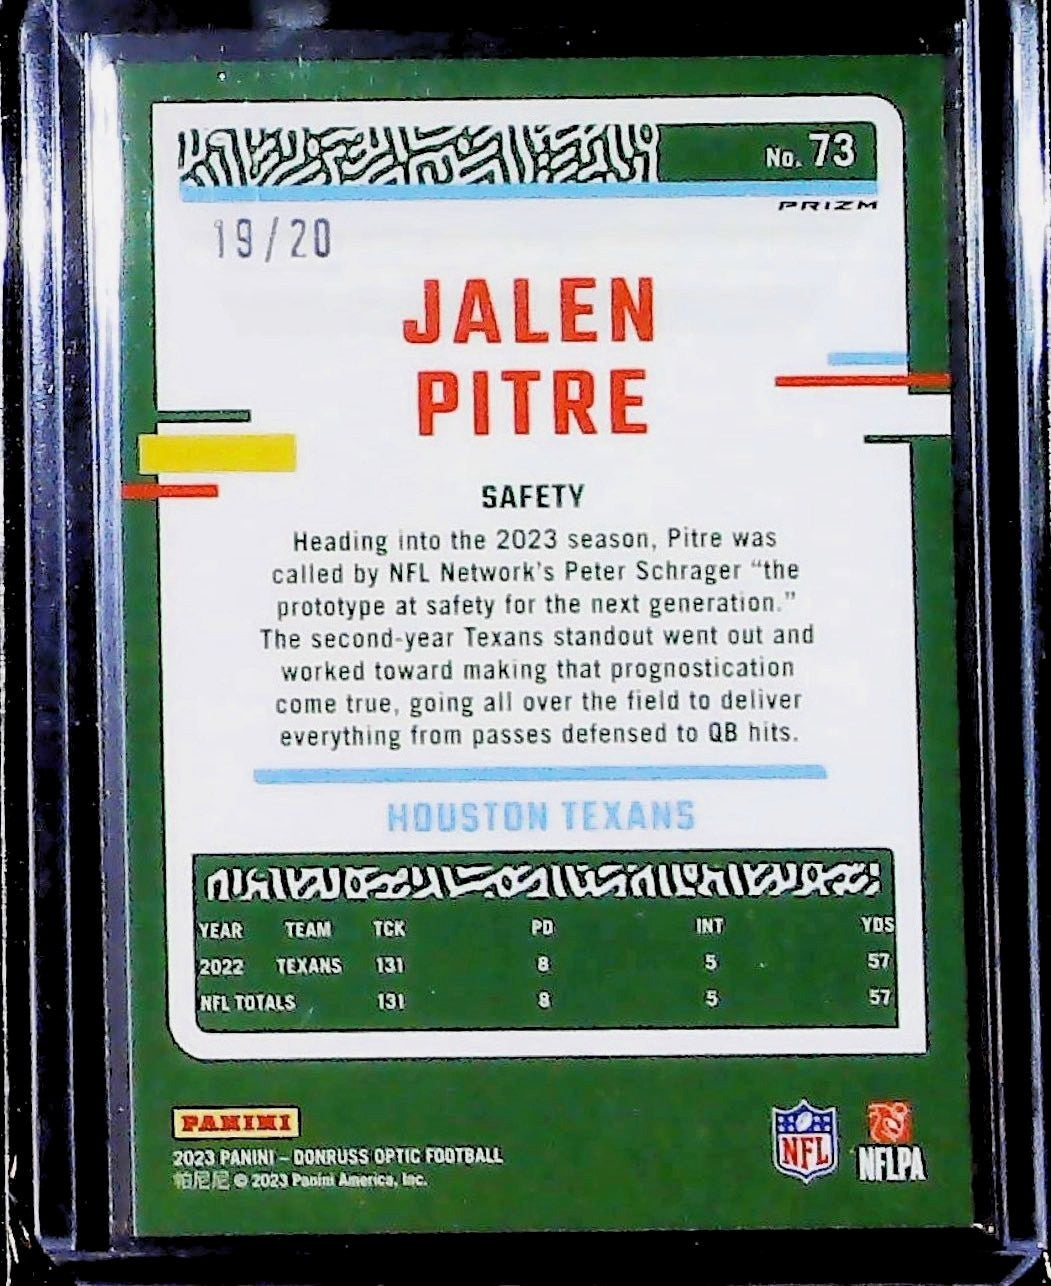 No. 73
PRIZM
19/20
JALEN
PITRE
SAFETY
Heading into the 2023 season, Pitre was
called by NFL Network's Peter Schrager "the
prototype at safety for the next generation."
The second-year Texans standout went out and
worked toward making that prognostication
come true, going all over the field to deliver
everything from passes defensed to QB hits.
HOUSTON TEXANS
YEAR TEAM TCK PD INT YDS
2022 TEXANS 131 8 5 57
NFL TOTALS 131 8 5 57
PANINI
2023 PANINI – DONRUSS OPTIC FOOTBALL
帕尼尼 © 2023 Panini America, Inc.
NFL
NFLPA